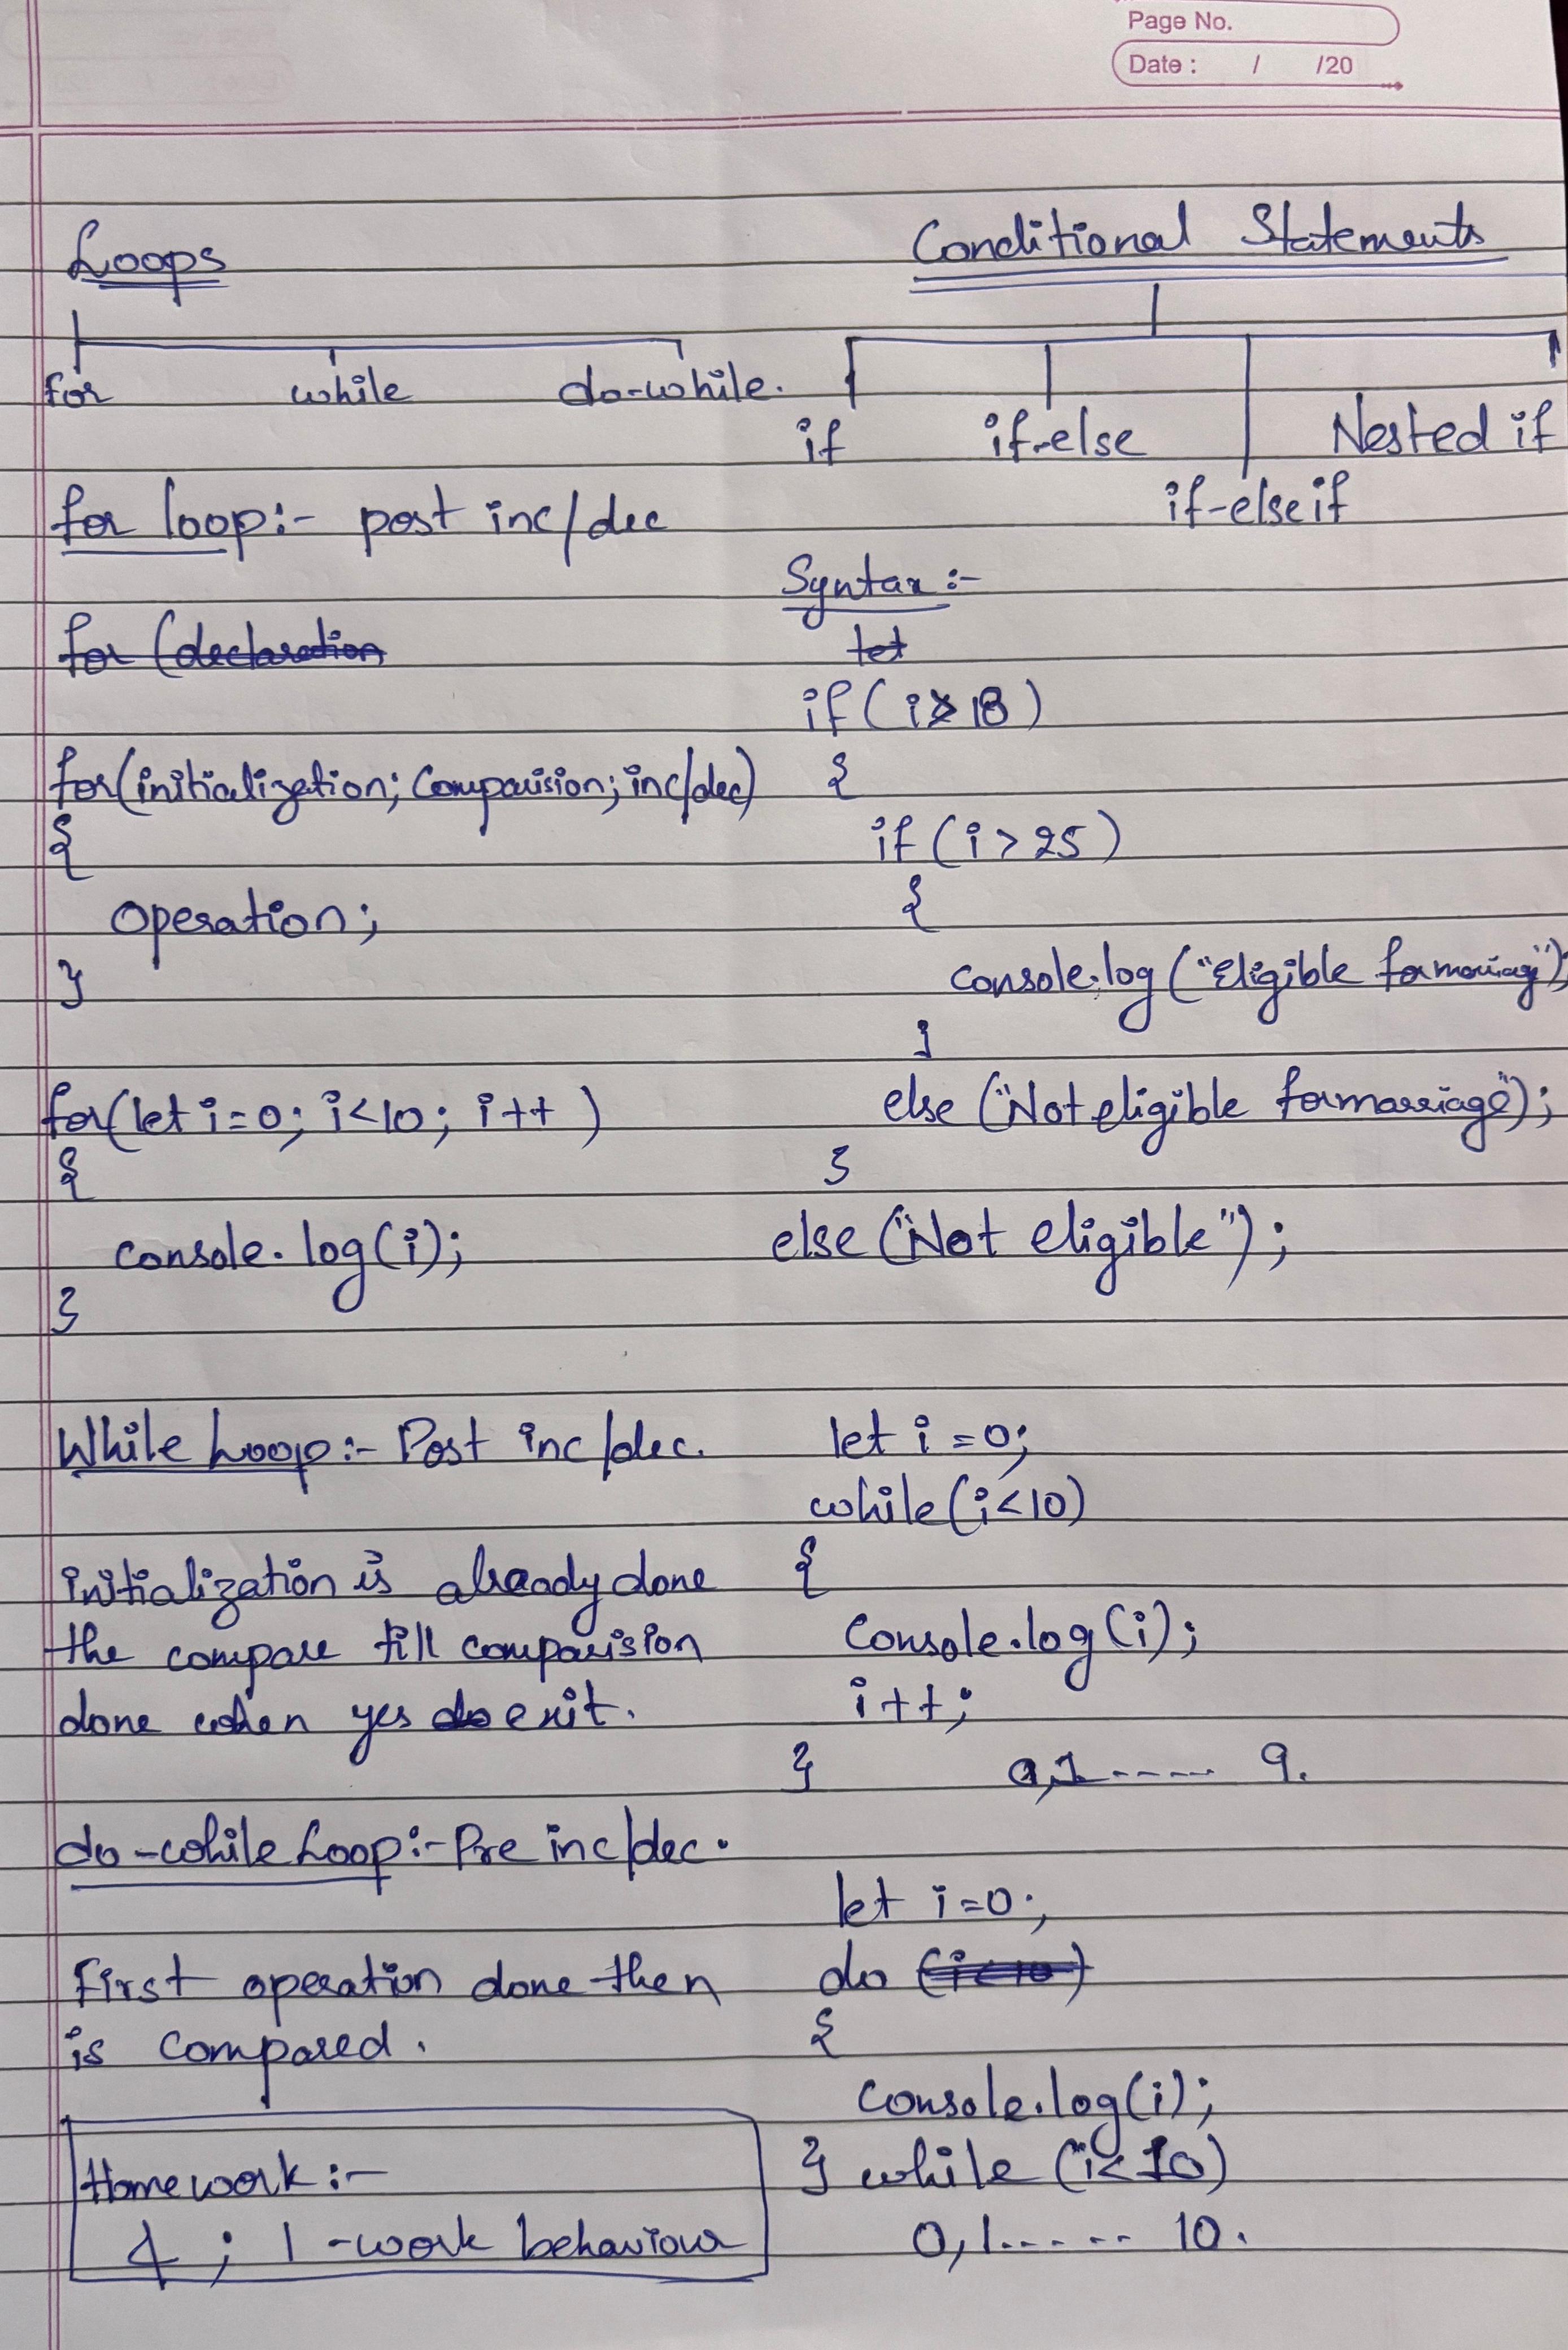 Page No.
Date : / /20
Loops
for while do-while.
for loop:- post inc/dec
for (declaration
for(initialization; Comparision; inc/dec)
{
operation;
}
for(let i=0; i<10; i++ )
{
console.log(i);
}
Conditional Statements
if if-else Nested if
if-else if
Syntax :-
let
if ( i > 18 )
{
if ( i > 25 )
{
console.log ("Eligible for
}
else ("Not eligible for marriage");
}
else ("Not eligible");
While Loop:- Post inc/dec.
initialization is already done
the compare till comparision
done when yes do exit.
let i = 0;
while (i<10)
{
Console.log(i);
i++;
}
0,1----- 9.
do-while Loop:- Pre inc/dec.
First operation done then
is compared.
let i=0;
do (i<10)
{
Console.log(i);
} while (i<10)
0,1..--.-- 10.
Homework :-
; 1 -work behaviour